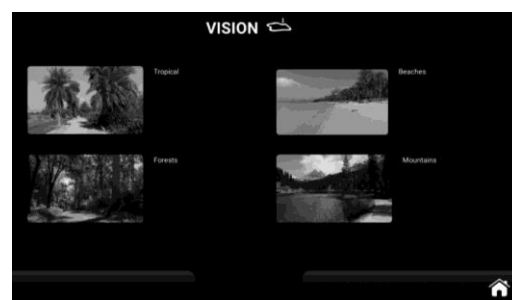 VISION
Tropical
Beaches
Forests
Mountains